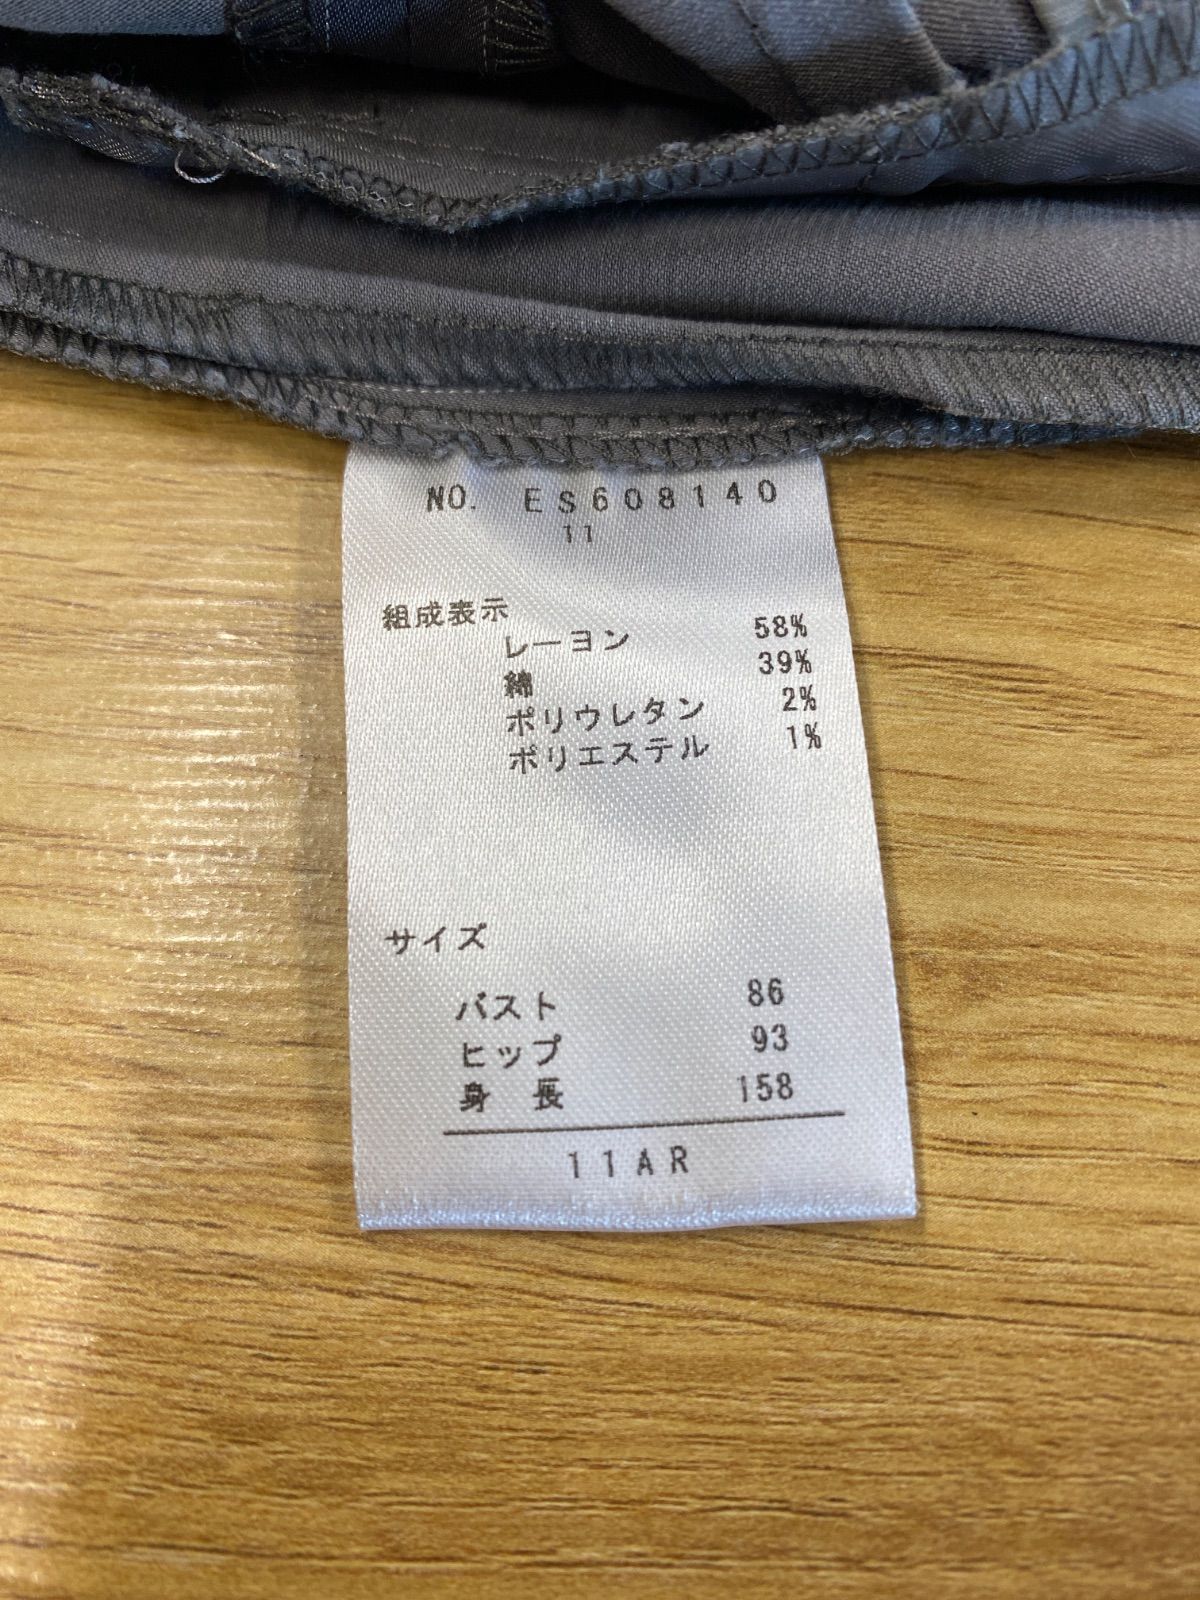 NO. ES608140
11
組成表示
レーヨン 58%
綿 39%
ポリウレタン 2%
ポリエステル 1%
サイズ
バスト 86
ヒップ 93
身 長 158
11AR